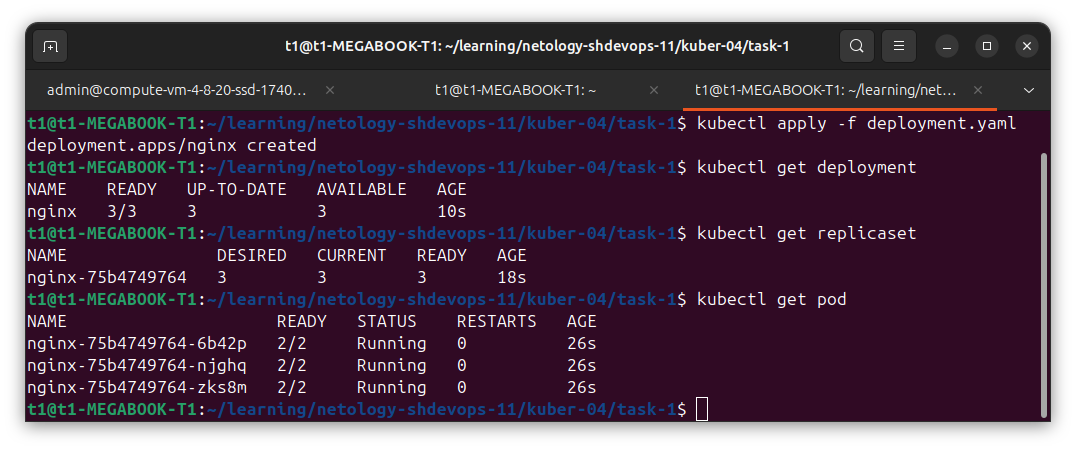 t1@t1-MEGABOOK-T1: ~/learning/netology-shdevops-11/kuber-04/task-1
admin@compute-vm-4-8-20-ssd-1740... t1@t1-MEGABOOK-T1: ~ t1@t1-MEGABOOK-T1: ~/learning/net...
t1@t1-MEGABOOK-T1:~/learning/netology-shdevops-11/kuber-04/task-1$ kubectl apply -f deployment.yaml
deployment.apps/nginx created
t1@t1-MEGABOOK-T1:~/learning/netology-shdevops-11/kuber-04/task-1$ kubectl get deployment
NAME    READY   UP-TO-DATE   AVAILABLE   AGE
nginx   3/3     3            3           10s
t1@t1-MEGABOOK-T1:~/learning/netology-shdevops-11/kuber-04/task-1$ kubectl get replicaset
NAME               DESIRED   CURRENT   READY   AGE
nginx-75b4749764   3         3         3       18s
t1@t1-MEGABOOK-T1:~/learning/netology-shdevops-11/kuber-04/task-1$ kubectl get pod
NAME                     READY   STATUS    RESTARTS   AGE
nginx-75b4749764-6b42p   2/2     Running   0          26s
nginx-75b4749764-njghq   2/2     Running   0          26s
nginx-75b4749764-zks8m   2/2     Running   0          26s
t1@t1-MEGABOOK-T1:~/learning/netology-shdevops-11/kuber-04/task-1$